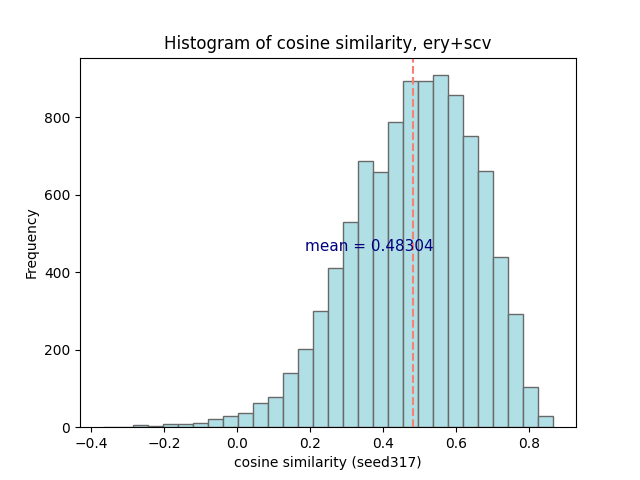 Histogram of cosine similarity, ery+scv
Frequency
800
600
400
200
0
mean = 0.48304
−0.4 −0.2 0.0 0.2 0.4 0.6 0.8
cosine similarity (seed317)